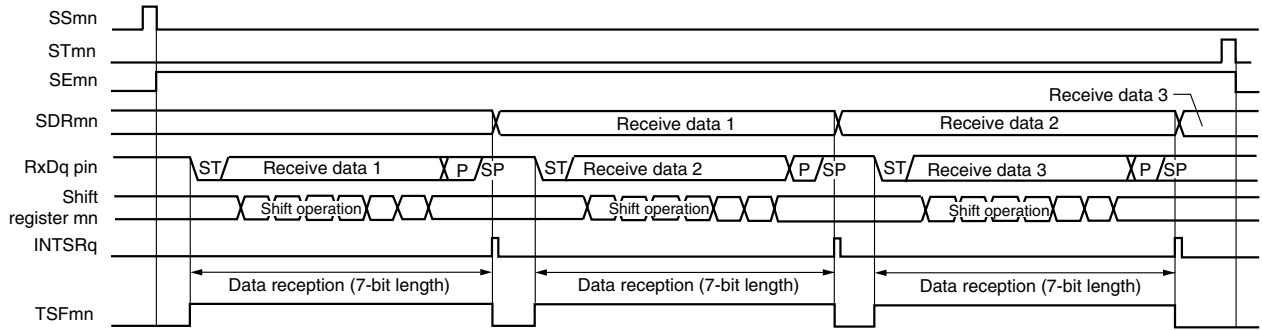 SSmn
STmn
SEmn
Receive data 3
SDRmn
Receive data 1
Receive data 2
RxDq pin
ST
Receive data 1
P
SP
ST
Receive data 2
P
SP
ST
Receive data 3
P
SP
Shift
register mn
Shift operation
Shift operation
Shift operation
INTSRq
Data reception (7-bit length)
Data reception (7-bit length)
Data reception (7-bit length)
TSFmn